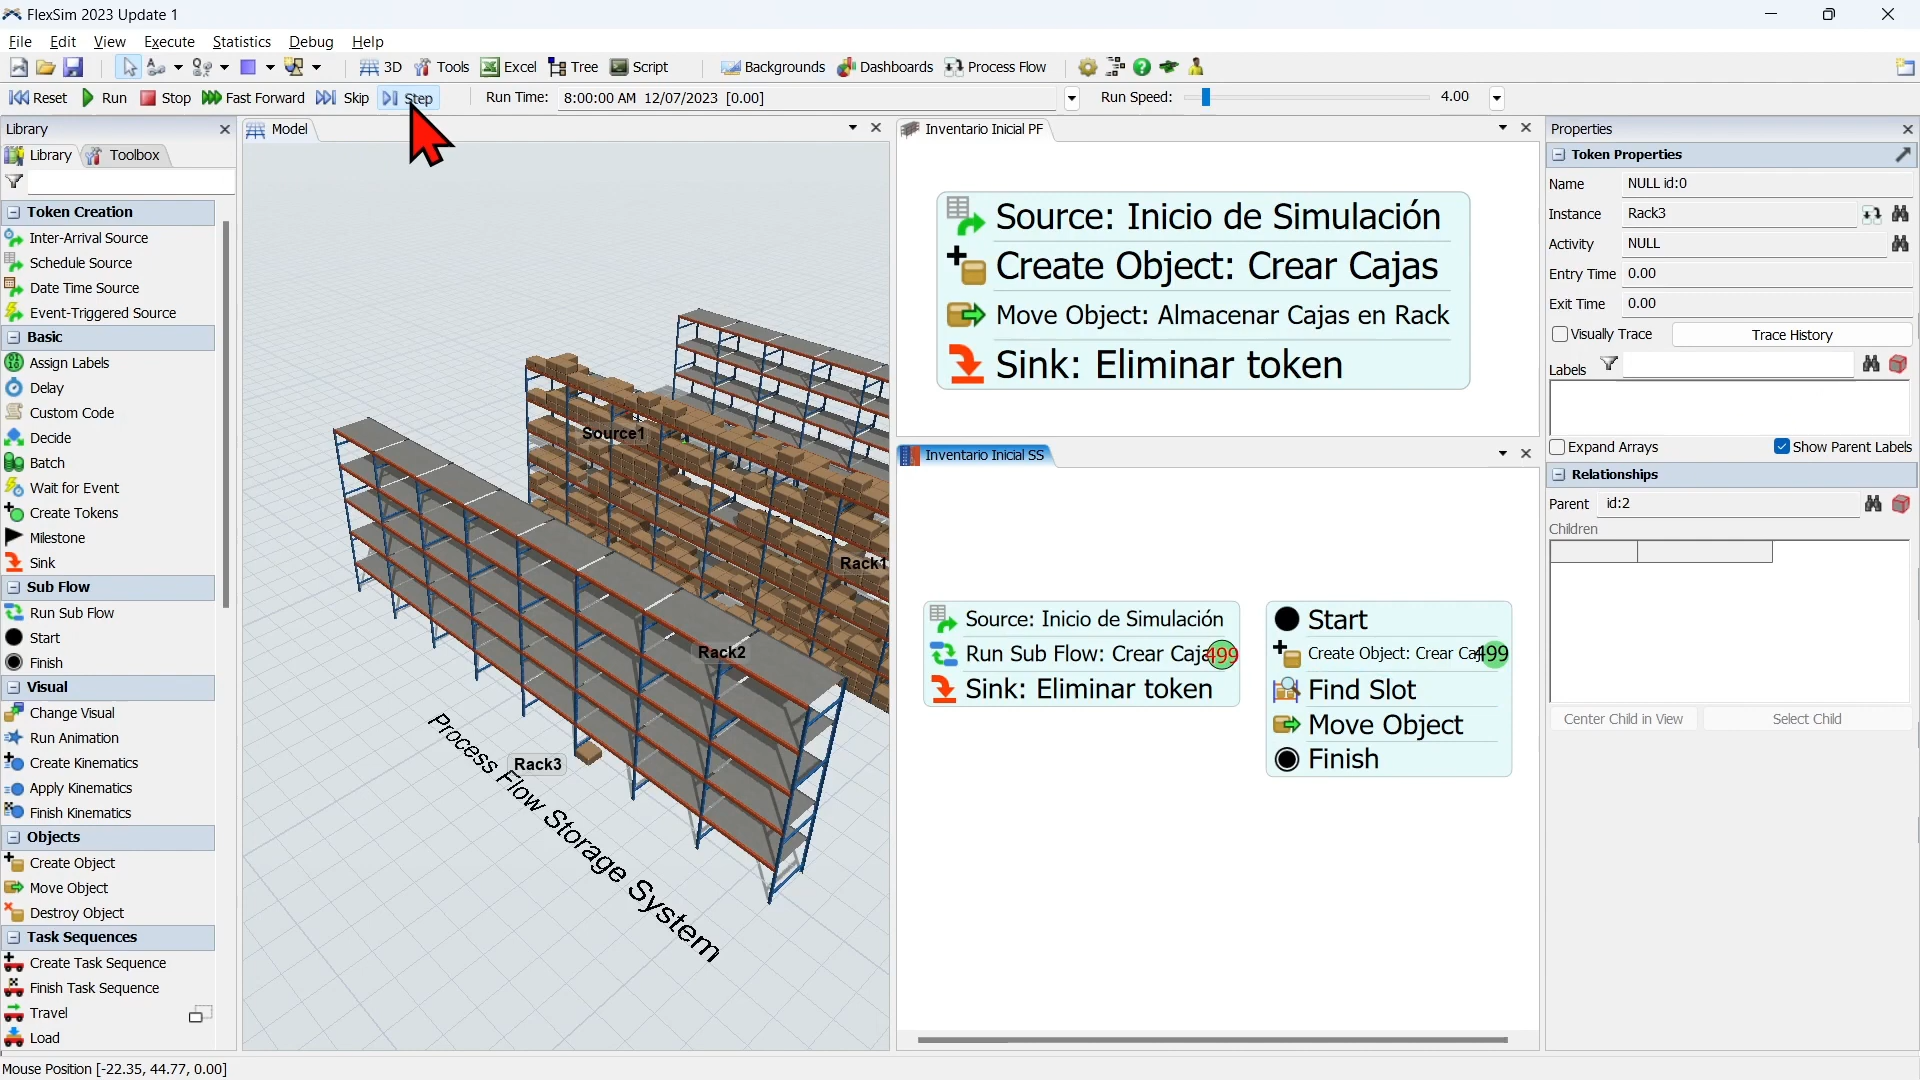 FlexSim 2023 Update 1
File Edit View Execute Statistics Debug Help
3D Tools Excel Tree Script Backgrounds Dashboards Process Flow
Reset Run Stop Fast Forward Skip Step Run Time: 8:00:00 AM 12/07/2023 [0.00] Run Speed: 4.00
Library
Library Toolbox
Token Creation
Inter-Arrival Source
Schedule Source
Date Time Source
Event-Triggered Source
Basic
Assign Labels
Delay
Custom Code
Decide
Batch
Wait for Event
Create Tokens
Milestone
Sink
Sub Flow
Run Sub Flow
Start
Finish
Visual
Change Visual
Run Animation
Create Kinematics
Apply Kinematics
Finish Kinematics
Objects
Create Object
Move Object
Destroy Object
Task Sequences
Create Task Sequence
Finish Task Sequence
Travel
Load
Model
Source1
Rack1
Rack2
Rack3
Process Flow Storage System
Inventario Inicial PF
Source: Inicio de Simulación
Create Object: Crear Cajas
Move Object: Almacenar Cajas en Rack
Sink: Eliminar token
Inventario Inicial SS
Source: Inicio de Simulación
Run Sub Flow: Crear Caja 499
Sink: Eliminar token
Start
Create Object: Crear Caj 499
Find Slot
Move Object
Finish
Properties
Token Properties
Name NULL id:0
Instance Rack3
Activity NULL
Entry Time 0.00
Exit Time 0.00
Visually Trace Trace History
Labels
Expand Arrays Show Parent Labels
Relationships
Parent id:2
Children
Center Child in View Select Child
Mouse Position [-22.35, 44.77, 0.00]